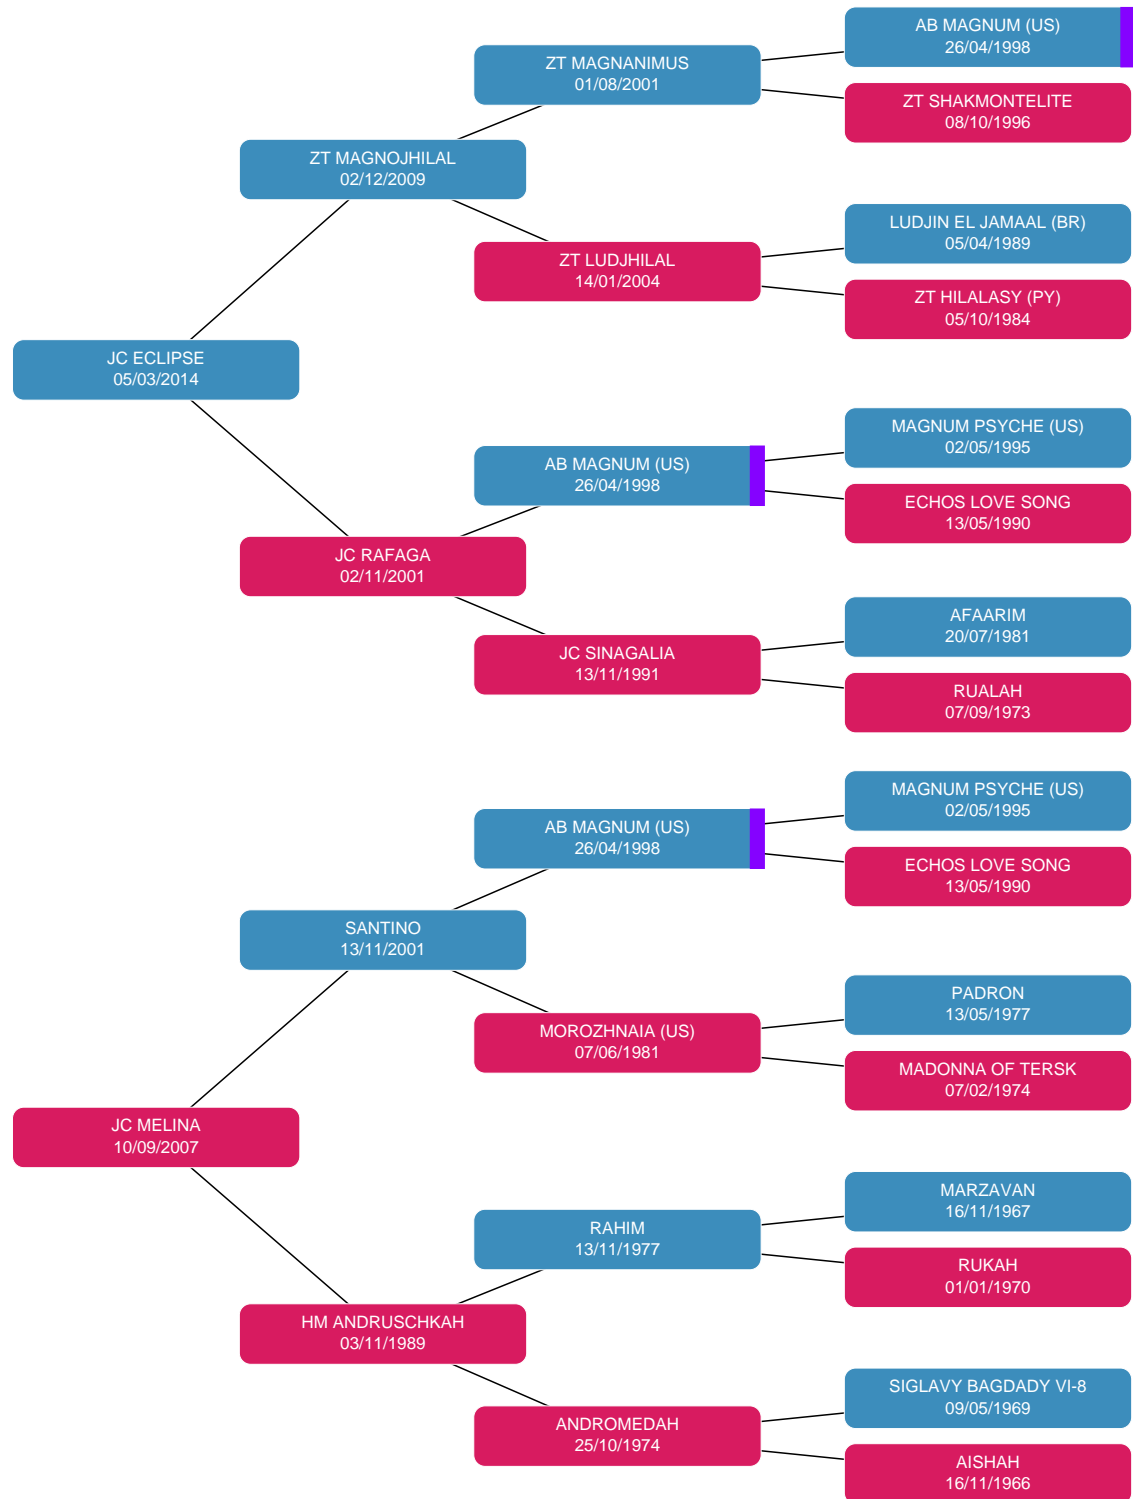 AB MAGNUM (US)
26/04/1998
ZT MAGNANIMUS
01/08/2001
ZT SHAKMONTELITE
08/10/1996
ZT MAGNOJHILAL
02/12/2009
LUDJIN EL JAMAAL (BR)
05/04/1989
ZT LUDJHILAL
14/01/2004
ZT HILALASY (PY)
05/10/1984
JC ECLIPSE
05/03/2014
MAGNUM PSYCHE (US)
02/05/1995
AB MAGNUM (US)
26/04/1998
ECHOS LOVE SONG
13/05/1990
JC RAFAGA
02/11/2001
AFAARIM
20/07/1981
JC SINAGALIA
13/11/1991
RUALAH
07/09/1973
MAGNUM PSYCHE (US)
02/05/1995
AB MAGNUM (US)
26/04/1998
ECHOS LOVE SONG
13/05/1990
SANTINO
13/11/2001
PADRON
13/05/1977
MOROZHNAIA (US)
07/06/1981
MADONNA OF TERSK
07/02/1974
JC MELINA
10/09/2007
MARZAVAN
16/11/1967
RAHIM
13/11/1977
RUKAH
01/01/1970
HM ANDRUSCHKAH
03/11/1989
SIGLAVY BAGDADY VI-8
09/05/1969
ANDROMEDAH
25/10/1974
AISHAH
16/11/1966